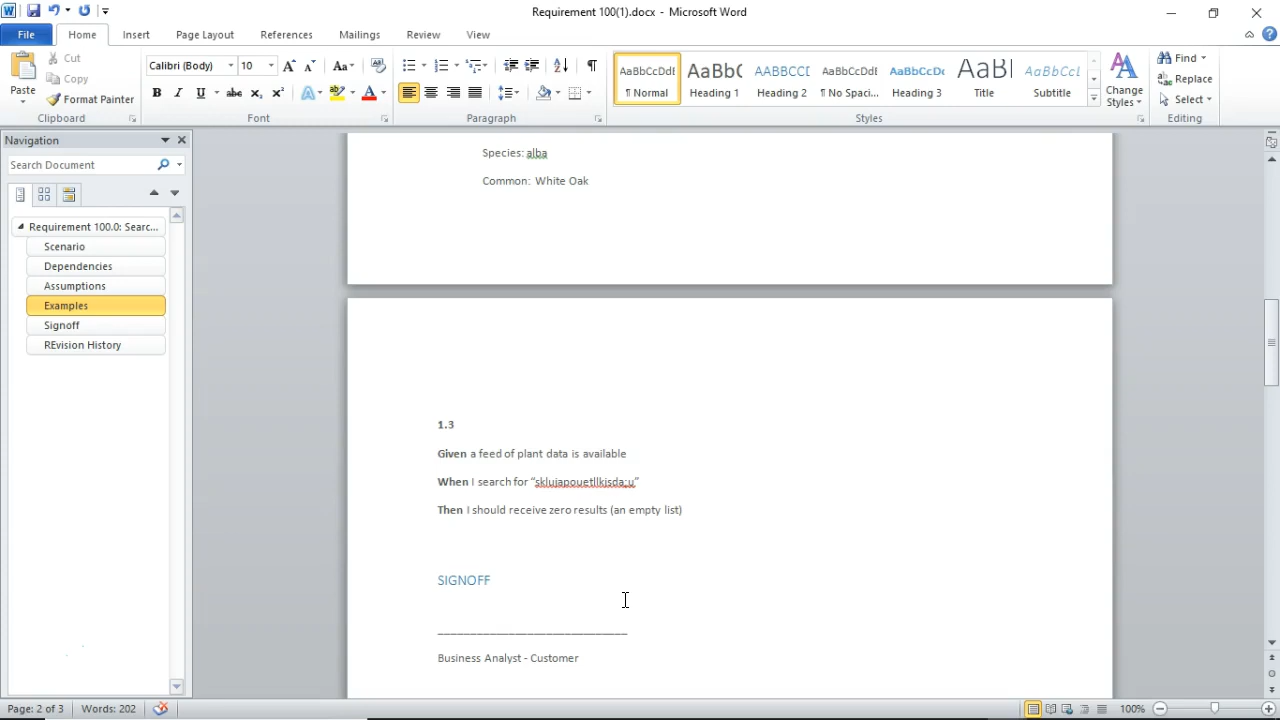 Requirement 100(1).docx - Microsoft Word
File Home Insert Page Layout References Mailings Review View
Paste
Cut
Copy
Format Painter
Clipboard
Calibri (Body) 10
Font
Paragraph
AaBbCcDdI ¶ Normal
AaBbC Heading 1
AABBCCI Heading 2
AaBbCcDdI ¶ No Spaci...
AaBbCcDc Heading 3
AaBl Title
AaBbCcL Subtitle
Change Styles
Styles
Find
Replace
Select
Editing
Navigation
Search Document
Requirement 100.0: Searc...
Scenario
Dependencies
Assumptions
Examples
Signoff
REvision History
Species: alba
Common: White Oak
1.3
Given a feed of plant data is available
When I search for “sklujapouetllkjsda;u”
Then I should receive zero results (an empty list)
SIGNOFF
______________________________
Business Analyst - Customer
Page: 2 of 3 Words: 202 100%